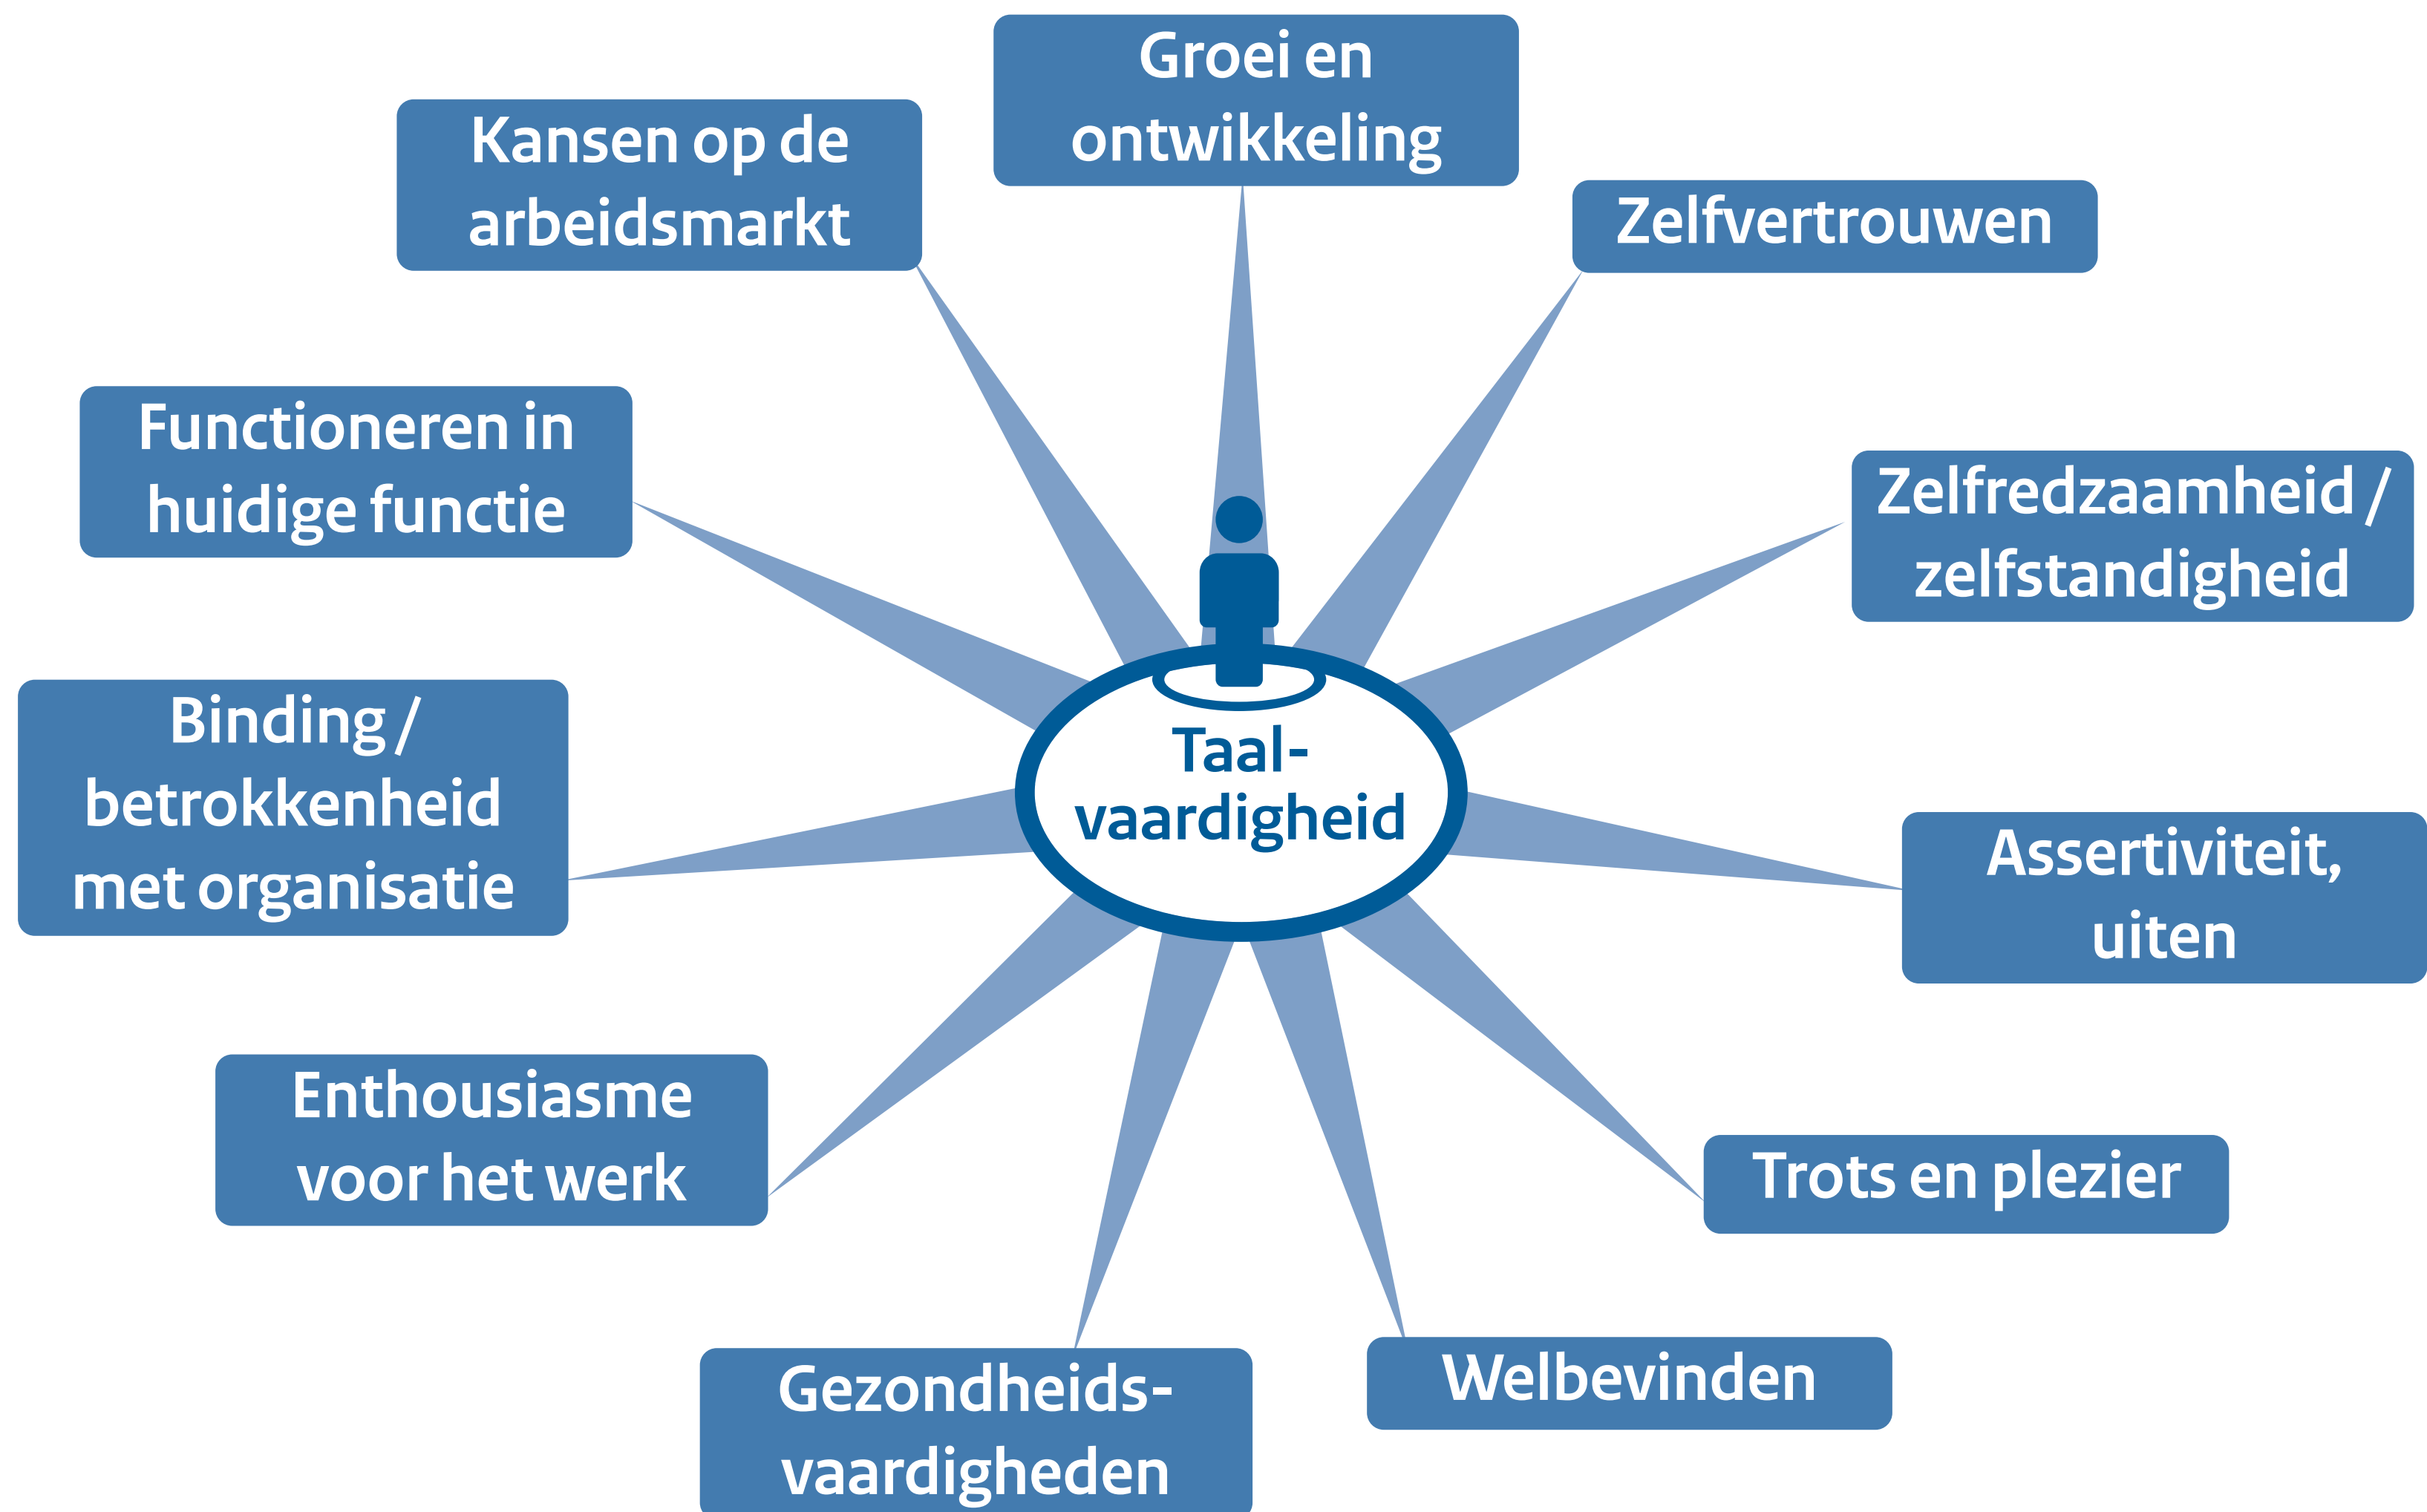 Groei en
ontwikkeling
Kansen op de
arbeidsmarkt
Zelfvertrouwen
Functioneren in
huidige functie
Zelfredzaamheid /
zelfstandigheid
Binding/
betrokkenheid
met organisatie
Taal-
vaardigheid
Assertiviteit,
uiten
Enthousiasme
voor het werk
Trots en plezier
Gezondheids-
vaardigheden
Welbevinden